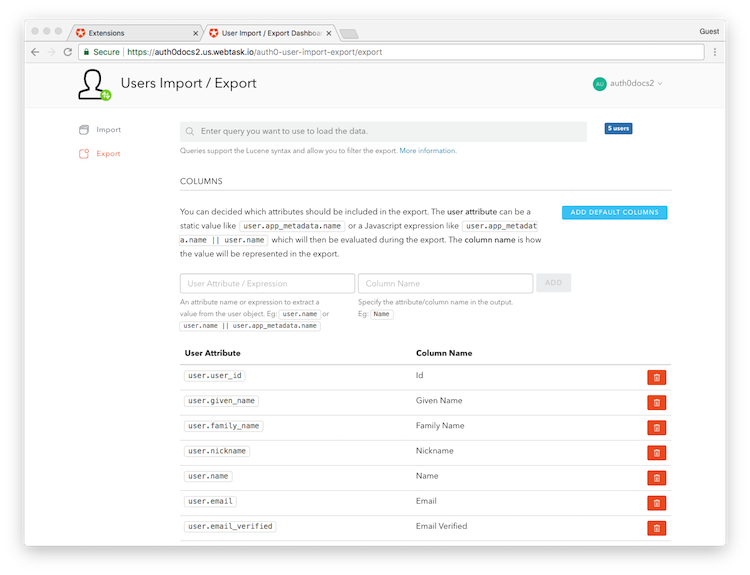 Extensions
User Import / Export Dashboa
Guest
Secure
https://auth0docs2.us.webtask.io/auth0-user-import-export/export
Users Import / Export
AU
auth0docs2
Import
Export
Enter query you want to use to load the data.
5 users
Queries support the Lucene syntax and allow you to filter the export. More information.
COLUMNS
You can decided which attributes should be included in the export. The user attribute can be a
static value like user.app_metadata.name or a Javascript expression like user.app_metadat
a.name || user.name which will then be evaluated during the export. The column name is how
the value will be represented in the export.
ADD DEFAULT COLUMNS
User Attribute / Expression
Column Name
ADD
An attribute name or expression to extract a
value from the user object. Eg: user.name or
user.name || user.app_metadata.name
Specify the attribute/column name in the output.
Eg: Name
User Attribute Column Name
user.user_id Id
user.given_name Given Name
user.family_name Family Name
user.nickname Nickname
user.name Name
user.email Email
user.email_verified Email Verified